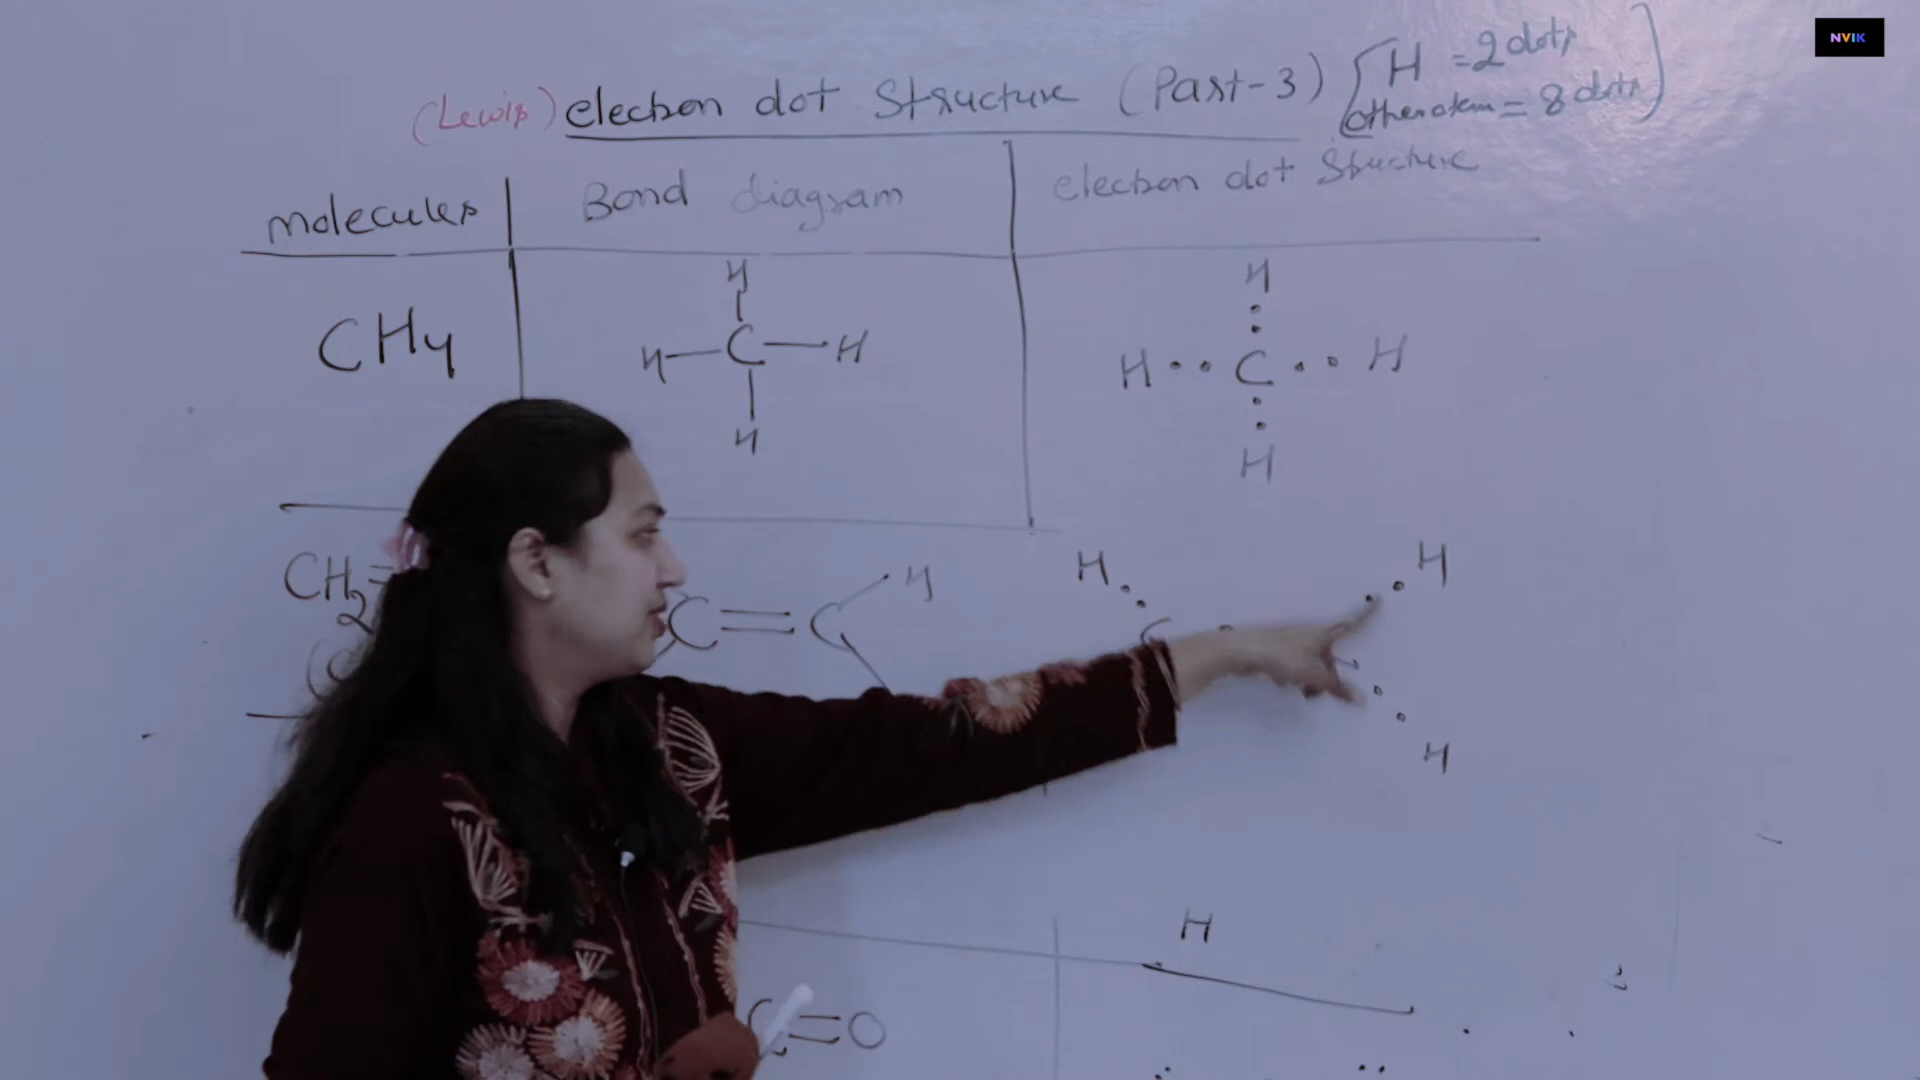 NVIK
(Lewis) electron dot Structure (Part-3) [H = 2 dots
other atom = 8 dots]
molecules Bond diagram electron dot Structure
CH4
H
H—C—H
H
H
H •• C •• H
H
CH2=
C=C
H
H
H
H
H
C=O